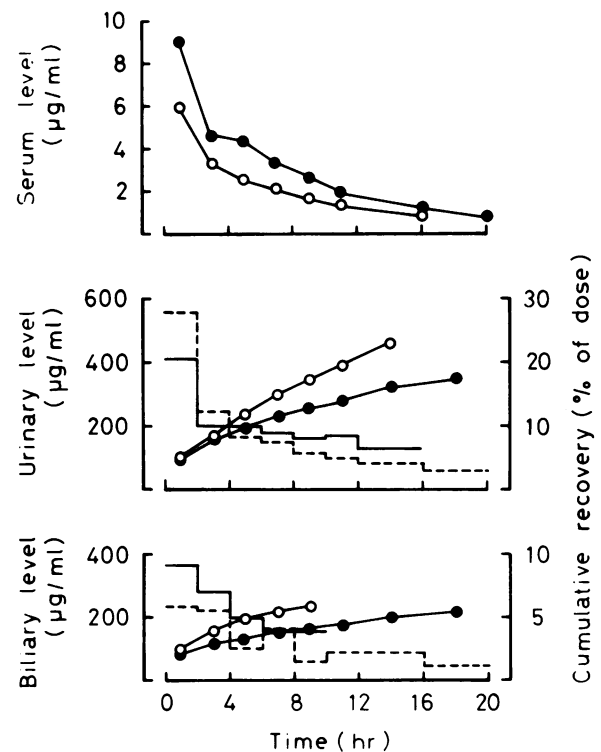 10
8
6
4
2
Serum level
(µg/ml)
600
400
200
Urinary level
(µg/ml)
30
20
10
0
400
200
Biliary level
(µg/ml)
10
5
0
Cumulative recovery (% of dose)
0 4 8 12 16 20
Time (hr)